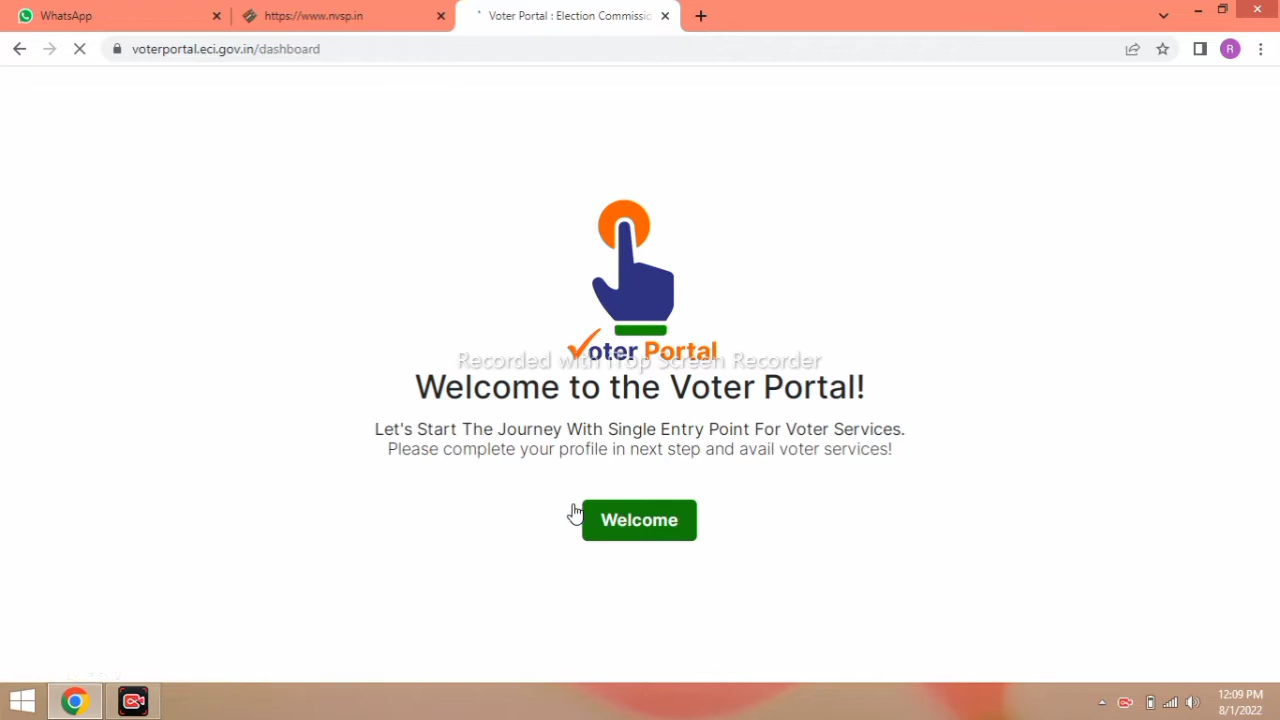 WhatsApp
https://www.nvsp.in
Voter Portal : Election Commissio
voterportal.eci.gov.in/dashboard
R
Voter Portal
Recorded with iTop Screen Recorder
Welcome to the Voter Portal!
Let's Start The Journey With Single Entry Point For Voter Services.
Please complete your profile in next step and avail voter services!
Welcome
12:09 PM
8/1/2022